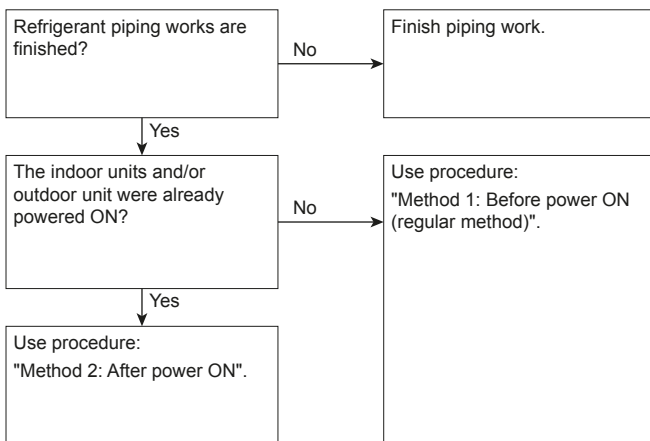 Refrigerant piping works are
finished?
No
Finish piping work.
Yes
The indoor units and/or
outdoor unit were already
powered ON?
No
Use procedure:
"Method 1: Before power ON
(regular method)".
Yes
Use procedure:
"Method 2: After power ON".